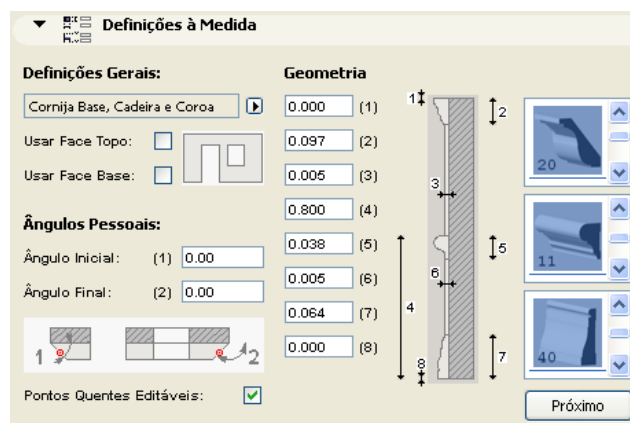 Definições à Medida
Definições Gerais:
Cornija Base, Cadeira e Coroa
Usar Face Topo:
Usar Face Base:
Ângulos Pessoais:
Ângulo Inicial: (1) 0.00
Ângulo Final: (2) 0.00
1 2
Pontos Quentes Editáveis:
Geometria
0.000 (1)
0.097 (2)
0.005 (3)
0.800 (4)
0.038 (5)
0.005 (6)
0.064 (7)
0.000 (8)
1 2
3
5
6
4
7
8
20
11
40
Próximo